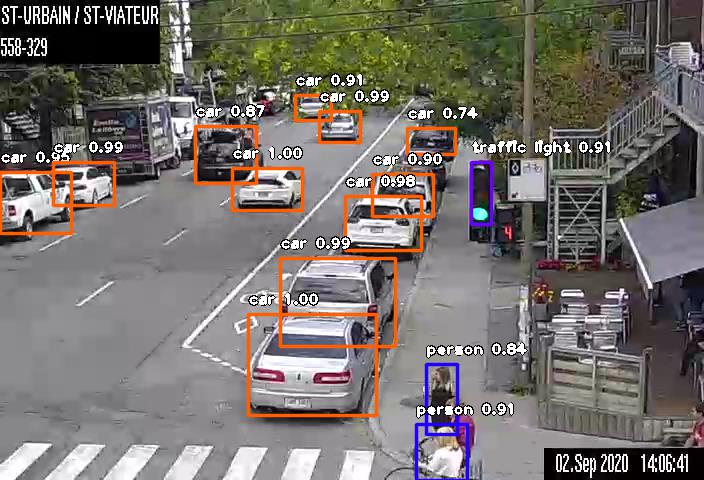 ST-URBAIN / ST-VIATEUR
558-329
car 0.91
car 0.99
car 0.87
car 0.74
traffic light 0.91
car 0.95
car 0.99
car 1.00
car 0.90
car 0.98
4
car 0.99
car 1.00
person 0.84
person 0.91
02.Sep 2020 14:06:41